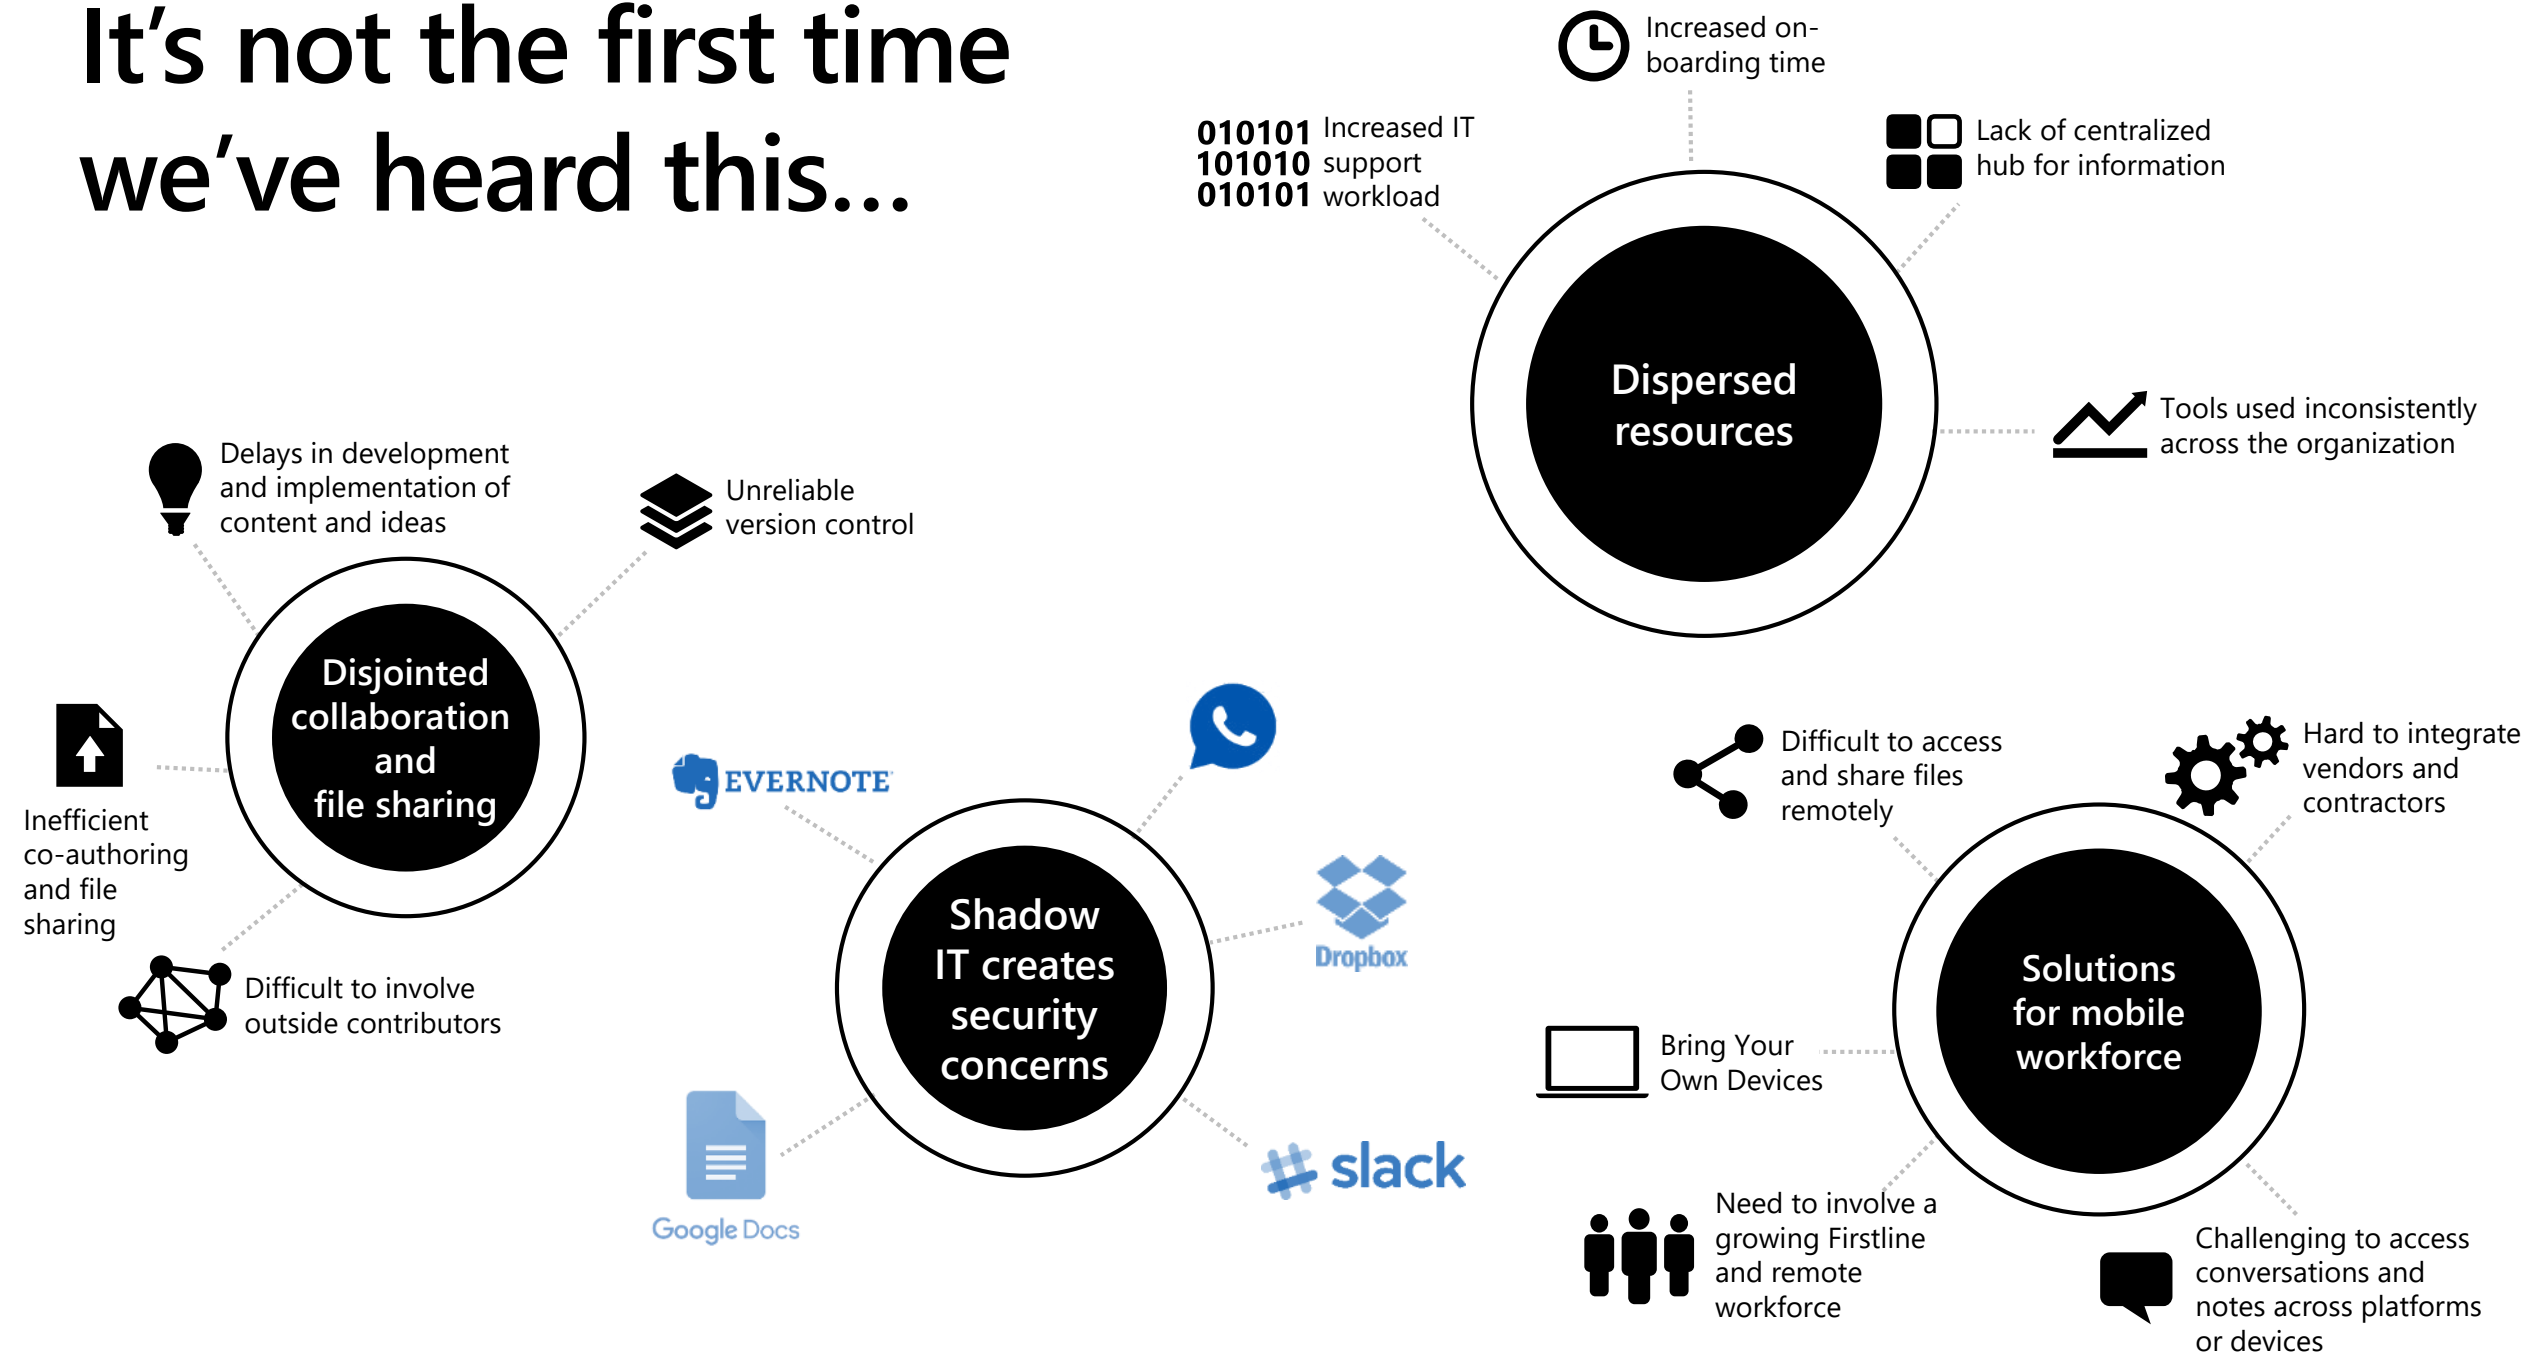 It’s not the first time
we’ve heard this...
Increased on-
boarding time
010101
101010
010101
Increased IT
support
workload
Lack of centralized
hub for information
Dispersed
resources
Tools used inconsistently
across the organization
Delays in development
and implementation of
content and ideas
Unreliable
version control
Disjointed
collaboration
and
file sharing
Inefficient
co-authoring
and file
sharing
Difficult to involve
outside contributors
EVERNOTE
Dropbox
Shadow
IT creates
security
concerns
Google Docs
slack
Difficult to access
and share files
remotely
Hard to integrate
vendors and
contractors
Solutions
for mobile
workforce
Bring Your
Own Devices
Need to involve a
growing Firstline
and remote
workforce
Challenging to access
conversations and
notes across platforms
or devices